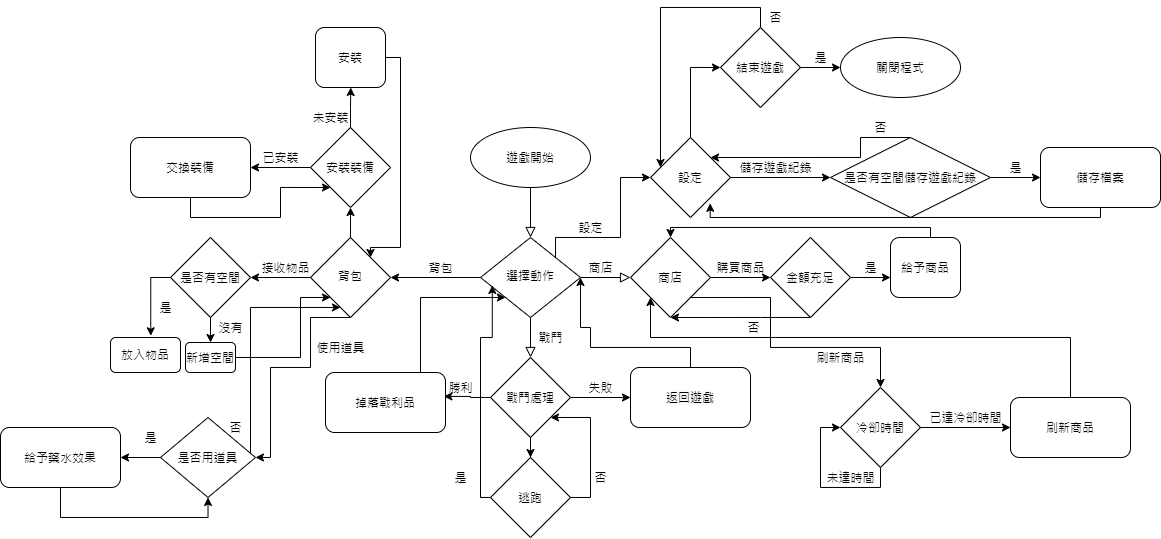 否
安裝
結束遊戲
是
關閉程式
未安裝
否
交換裝備
已安裝
安裝裝備
遊戲開始
設定
儲存遊戲紀錄
是否有空間儲存遊戲紀錄
是
儲存檔案
設定
是否有空間
接收物品
背包
背包
選擇動作
商店
商店
購買商品
金額充足
是
給予商品
是
沒有
放入物品
新增空間
使用道具
戰鬥
否
刷新商品
掉落戰利品
勝利
戰鬥處理
失敗
返回遊戲
冷卻時間
已達冷卻時間
刷新商品
給予藥水效果
是
是否用道具
否
是
逃跑
否
未達時間